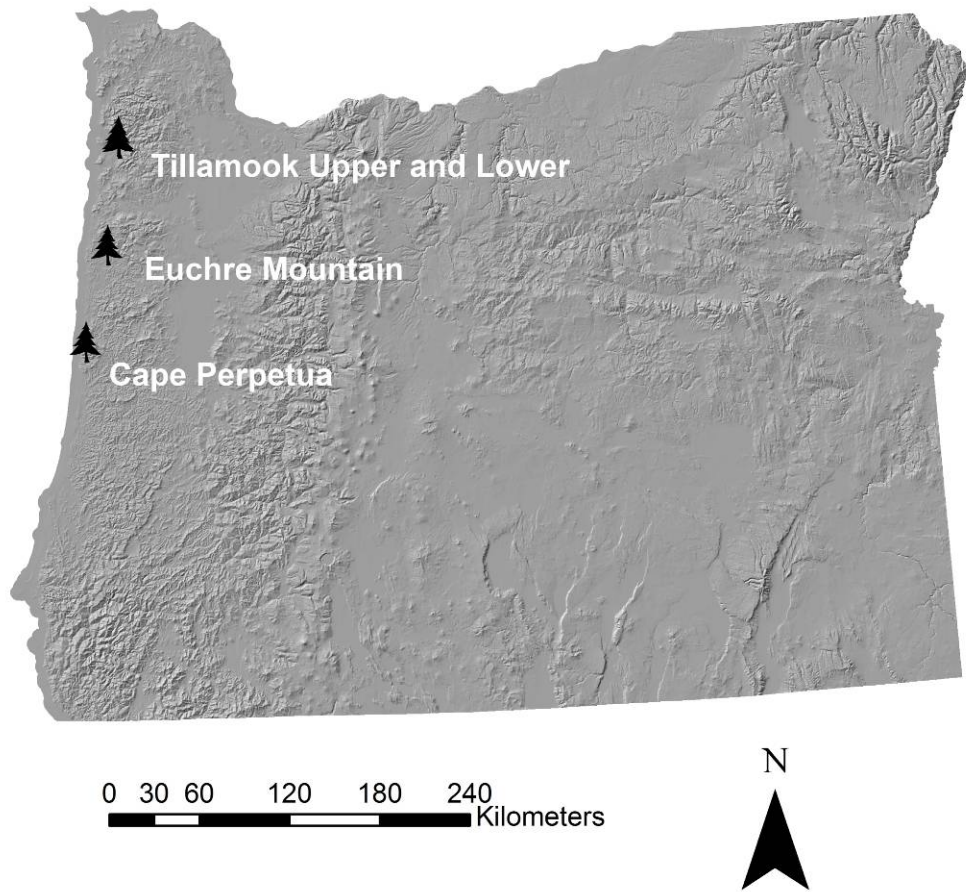 Tillamook Upper and Lower
Euchre Mountain
Cape Perpetua
N
0 30 60 120 180 240
Kilometers